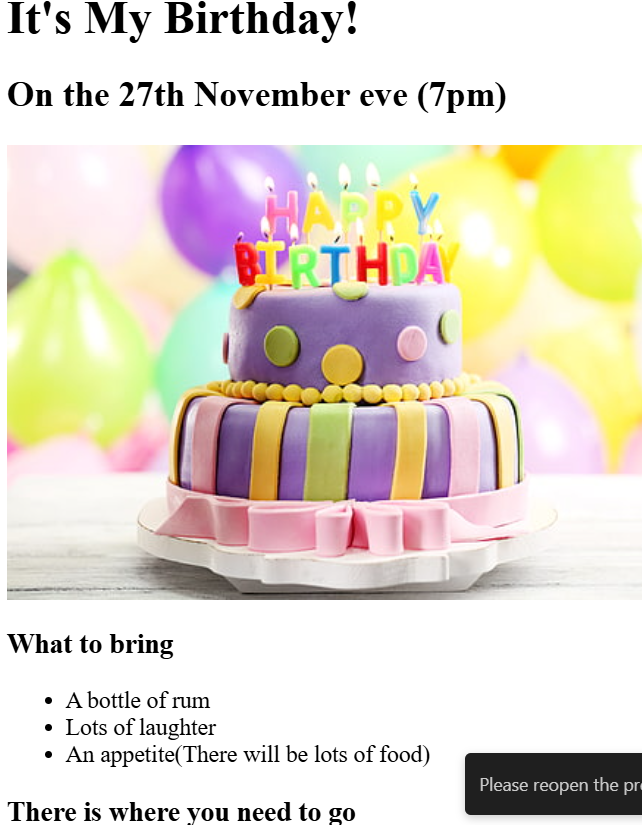 It's My Birthday!
On the 27th November eve (7pm)
HAPPY
BIRTHDAY
What to bring
A bottle of rum
Lots of laughter
An appetite(There will be lots of food)
Please reopen the pr
There is where you need to go